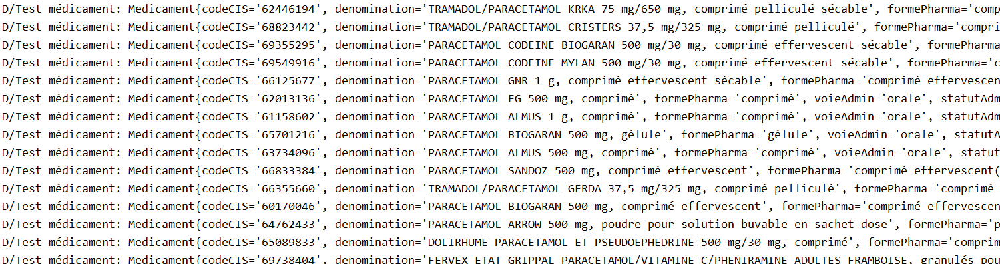 D/Test médicament: Medicament{codeCIS='62446194', denomination='TRAMADOL/PARACETAMOL KRKA 75 mg/650 mg, comprimé pelliculé sécable', formePharma='comp
D/Test médicament: Medicament{codeCIS='68823442', denomination='TRAMADOL/PARACETAMOL CRISTERS 37,5 mg/325 mg, comprimé pelliculé', formePharma='compri
D/Test médicament: Medicament{codeCIS='69355295', denomination='PARACETAMOL CODEINE BIOGARAN 500 mg/30 mg, comprimé effervescent sécable', formePharma
D/Test médicament: Medicament{codeCIS='69549916', denomination='PARACETAMOL CODEINE MYLAN 500 mg/30 mg, comprimé effervescent sécable', formePharma='c
D/Test médicament: Medicament{codeCIS='66125677', denomination='PARACETAMOL GNR 1 g, comprimé effervescent sécable', formePharma='comprimé effervescen
D/Test médicament: Medicament{codeCIS='62013136', denomination='PARACETAMOL EG 500 mg, comprimé', formePharma='comprimé', voieAdmin='orale', statutAdm
D/Test médicament: Medicament{codeCIS='61158602', denomination='PARACETAMOL ALMUS 1 g, comprimé', formePharma='comprimé', voieAdmin='orale', statutAdm
D/Test médicament: Medicament{codeCIS='65701216', denomination='PARACETAMOL BIOGARAN 500 mg, gélule', formePharma='gélule', voieAdmin='orale', statutA
D/Test médicament: Medicament{codeCIS='63734096', denomination='PARACETAMOL ALMUS 500 mg, comprimé', formePharma='comprimé', voieAdmin='orale', statut
D/Test médicament: Medicament{codeCIS='66833384', denomination='PARACETAMOL SANDOZ 500 mg, comprimé effervescent', formePharma='comprimé effervescent(
D/Test médicament: Medicament{codeCIS='66355660', denomination='TRAMADOL/PARACETAMOL GERDA 37,5 mg/325 mg, comprimé pelliculé', formePharma='comprimé
D/Test médicament: Medicament{codeCIS='60170046', denomination='PARACETAMOL BIOGARAN 500 mg, comprimé effervescent', formePharma='comprimé effervescen
D/Test médicament: Medicament{codeCIS='64762433', denomination='PARACETAMOL ARROW 500 mg, poudre pour solution buvable en sachet-dose', formePharma='p
D/Test médicament: Medicament{codeCIS='65089833', denomination='DOLIRHUME PARACETAMOL ET PSEUDOEPHEDRINE 500 mg/30 mg, comprimé', formePharma='comprim
D/Test médicament: Medicament{codeCIS='69738404', denomination='FERVEX ETAT GRIPPAL PARACETAMOL/VITAMINE C/PHENIRAMINE ADULTES FRAMBOISE, granulés pou